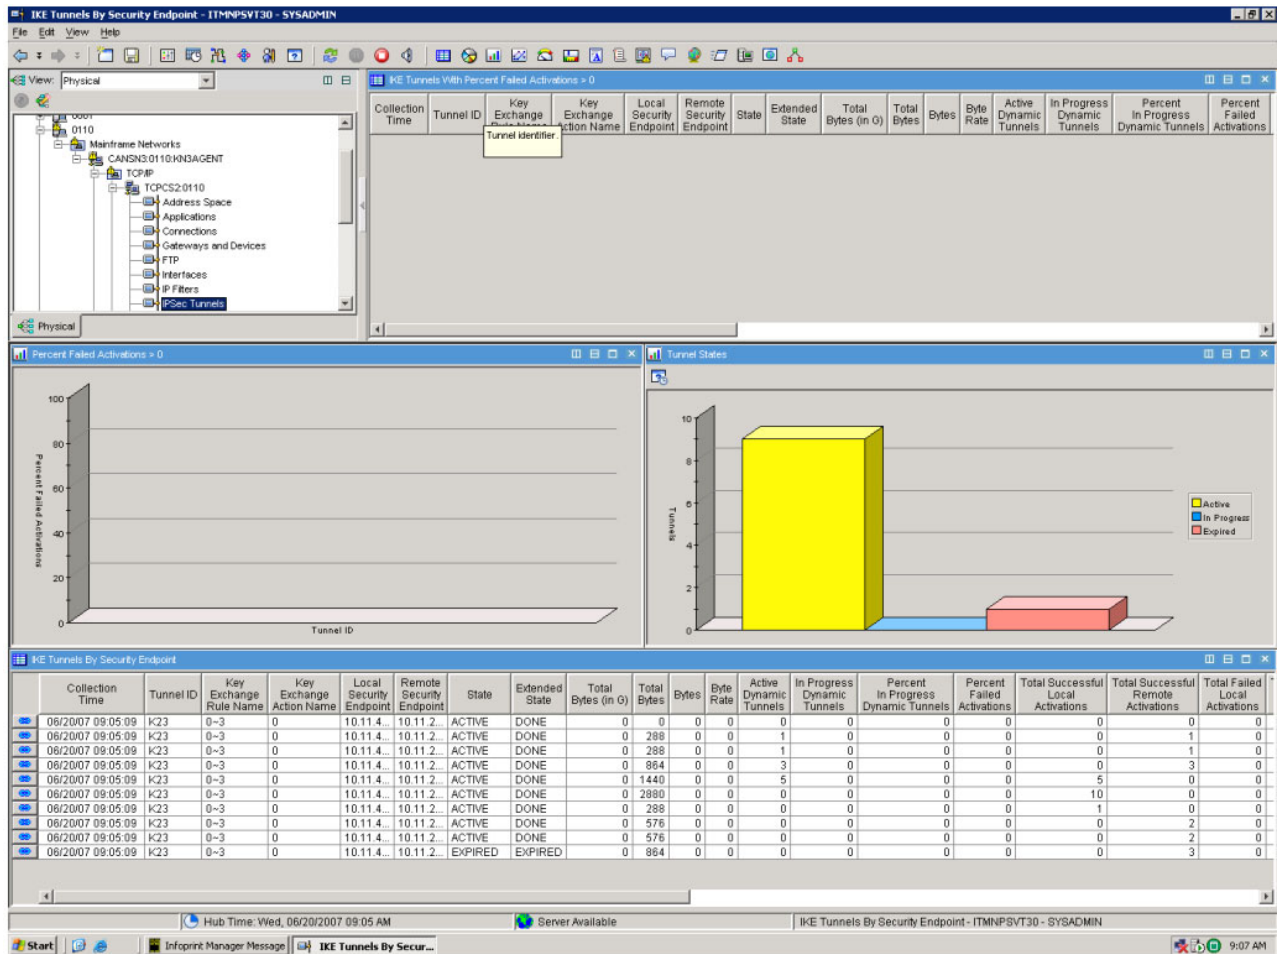 IKE Tunnels By Security Endpoint - ITMNPSVT30 - SYSADMIN
File Edit View Help
View: Physical
0110
Mainframe Networks
CANSN3:0110:KN3AGENT
TCP/IP
TCPCS2:0110
Address Space
Applications
Connections
Gateways and Devices
FTP
Interfaces
IP Filters
IPSec Tunnels
Physical
IKE Tunnels With Percent Failed Activations > 0
Collection Time Tunnel ID Key Exchange Key Exchange Action Name Local Security Endpoint Remote Security Endpoint State Extended State Total Bytes (in G) Total Bytes Bytes Byte Rate Active Dynamic Tunnels In Progress Dynamic Tunnels Percent In Progress Dynamic Tunnels Percent Failed Activations
Tunnel identifier.
Percent Failed Activations > 0
100
80
60
40
20
0
Percent Failed Activations
Tunnel ID
Tunnel States
10
8
6
4
2
0
Tunnels
Active
In Progress
Expired
IKE Tunnels By Security Endpoint
Collection Time Tunnel ID Key Exchange Rule Name Key Exchange Action Name Local Security Endpoint Remote Security Endpoint State Extended State Total Bytes (in G) Total Bytes Bytes Byte Rate Active Dynamic Tunnels In Progress Dynamic Tunnels Percent In Progress Dynamic Tunnels Percent Failed Activations Total Successful Local Activations Total Successful Remote Activations Total Failed Local Activations
06/20/07 09:05:09 K23 0~3 0 10.11.4... 10.11.2... ACTIVE DONE 0 0 0 0 0 0 0 0 0 0 0
06/20/07 09:05:09 K23 0~3 0 10.11.4... 10.11.2... ACTIVE DONE 0 288 0 0 1 0 0 0 0 1 0
06/20/07 09:05:09 K23 0~3 0 10.11.4... 10.11.2... ACTIVE DONE 0 288 0 0 1 0 0 0 0 1 0
06/20/07 09:05:09 K23 0~3 0 10.11.4... 10.11.2... ACTIVE DONE 0 864 0 0 3 0 0 0 0 3 0
06/20/07 09:05:09 K23 0~3 0 10.11.4... 10.11.2... ACTIVE DONE 0 1440 0 0 5 0 0 0 5 0 0
06/20/07 09:05:09 K23 0~3 0 10.11.4... 10.11.2... ACTIVE DONE 0 2880 0 0 0 0 0 0 10 0 0
06/20/07 09:05:09 K23 0~3 0 10.11.4... 10.11.2... ACTIVE DONE 0 288 0 0 0 0 0 0 1 0 0
06/20/07 09:05:09 K23 0~3 0 10.11.4... 10.11.2... ACTIVE DONE 0 576 0 0 0 0 0 0 0 2 0
06/20/07 09:05:09 K23 0~3 0 10.11.4... 10.11.2... ACTIVE DONE 0 576 0 0 0 0 0 0 0 2 0
06/20/07 09:05:09 K23 0~3 0 10.11.4... 10.11.2... EXPIRED EXPIRED 0 864 0 0 0 0 0 0 0 3 0
Hub Time: Wed, 06/20/2007 09:05 AM
Server Available
IKE Tunnels By Security Endpoint - ITMNPSVT30 - SYSADMIN
Start
Infoprint Manager Message
IKE Tunnels By Secur...
9:07 AM